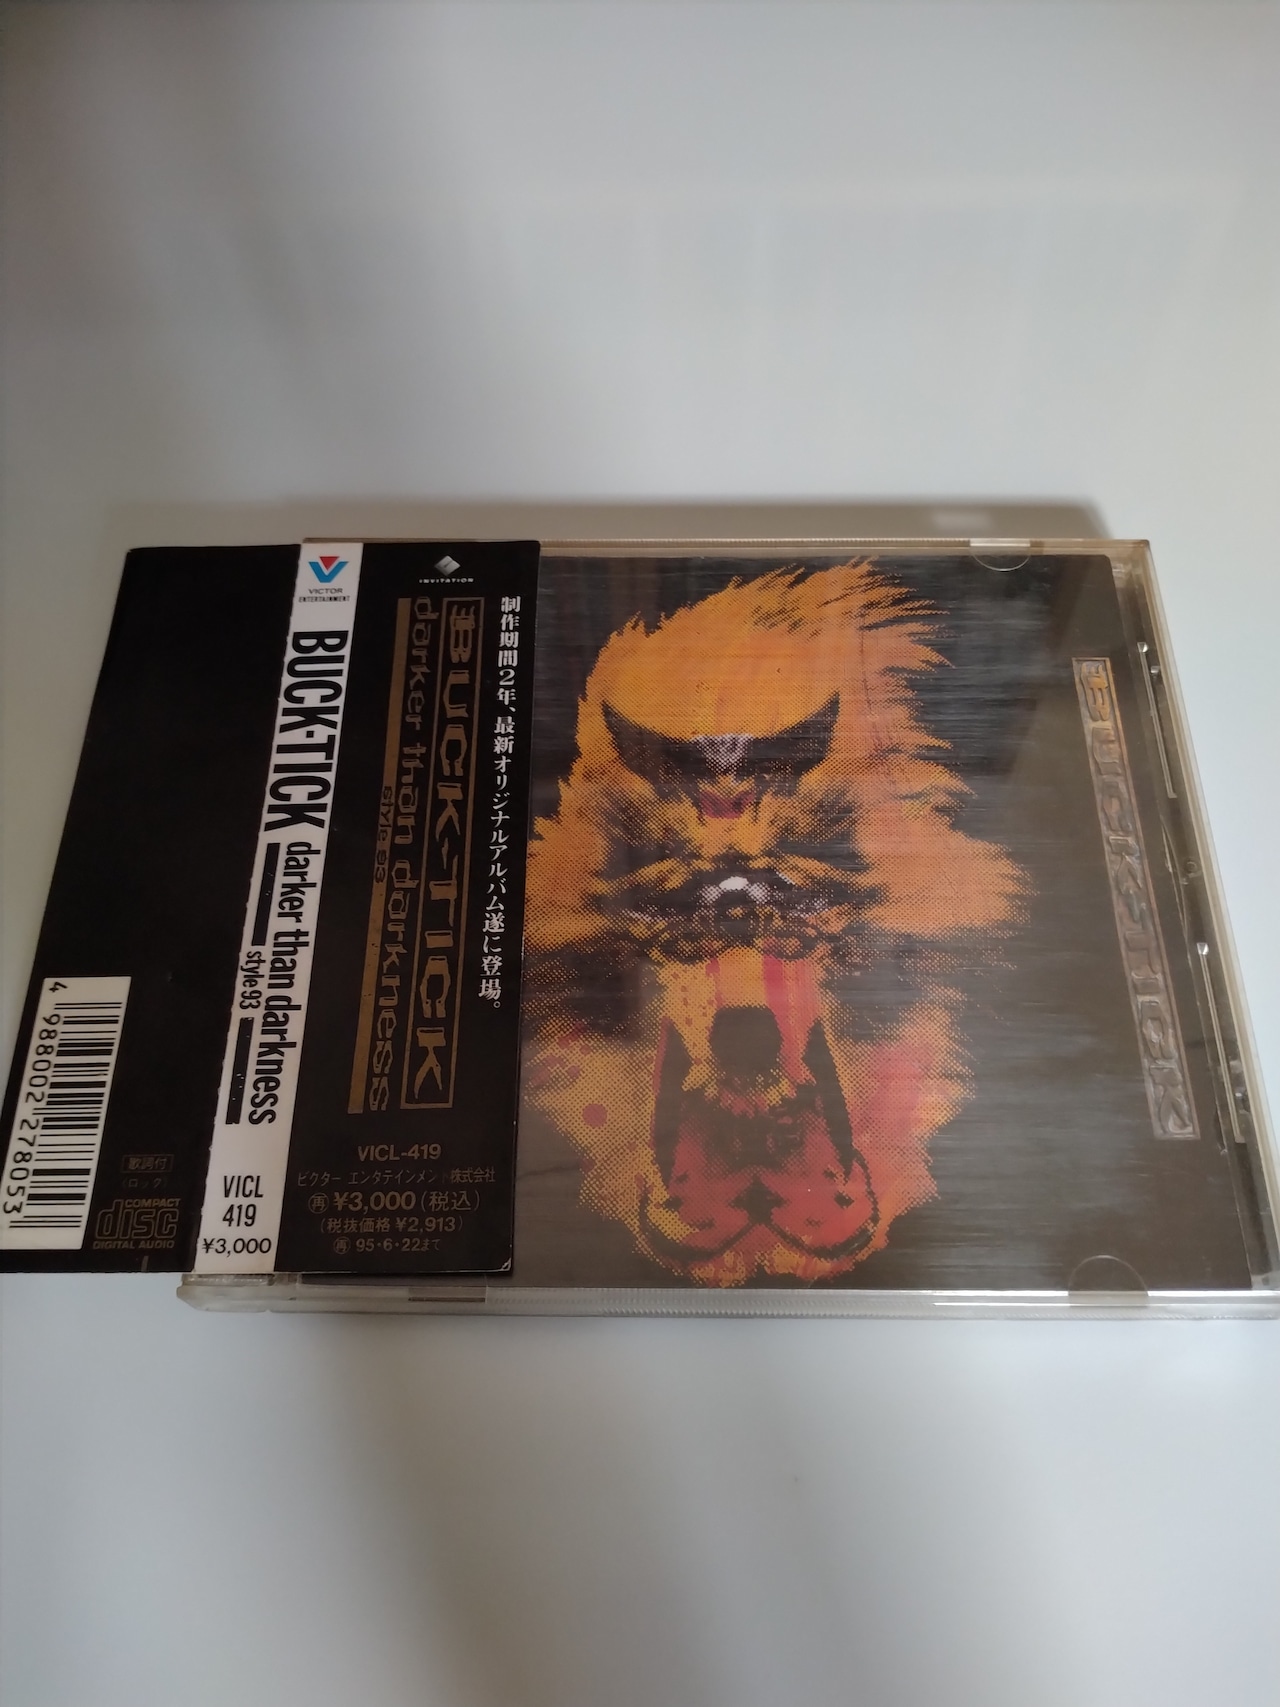 4 988002 278053
歌詞付
(ロック)
COMPACT
disc
DIGITAL AUDIO
VICTOR
ENTERTAINMENT
BUCK-TICK
darker than darkness
style 93
VICL
419
¥3,000
INVITATION
BUCK-TICK
darker than darkness
style 93
制作期間2年、最新オリジナルアルバム遂に登場。
VICL-419
ビクター エンタテインメント株式会社
再 ¥3,000(税込)
(税抜価格 ¥2,913)
再 95・6・22まで
BUCK-TICK